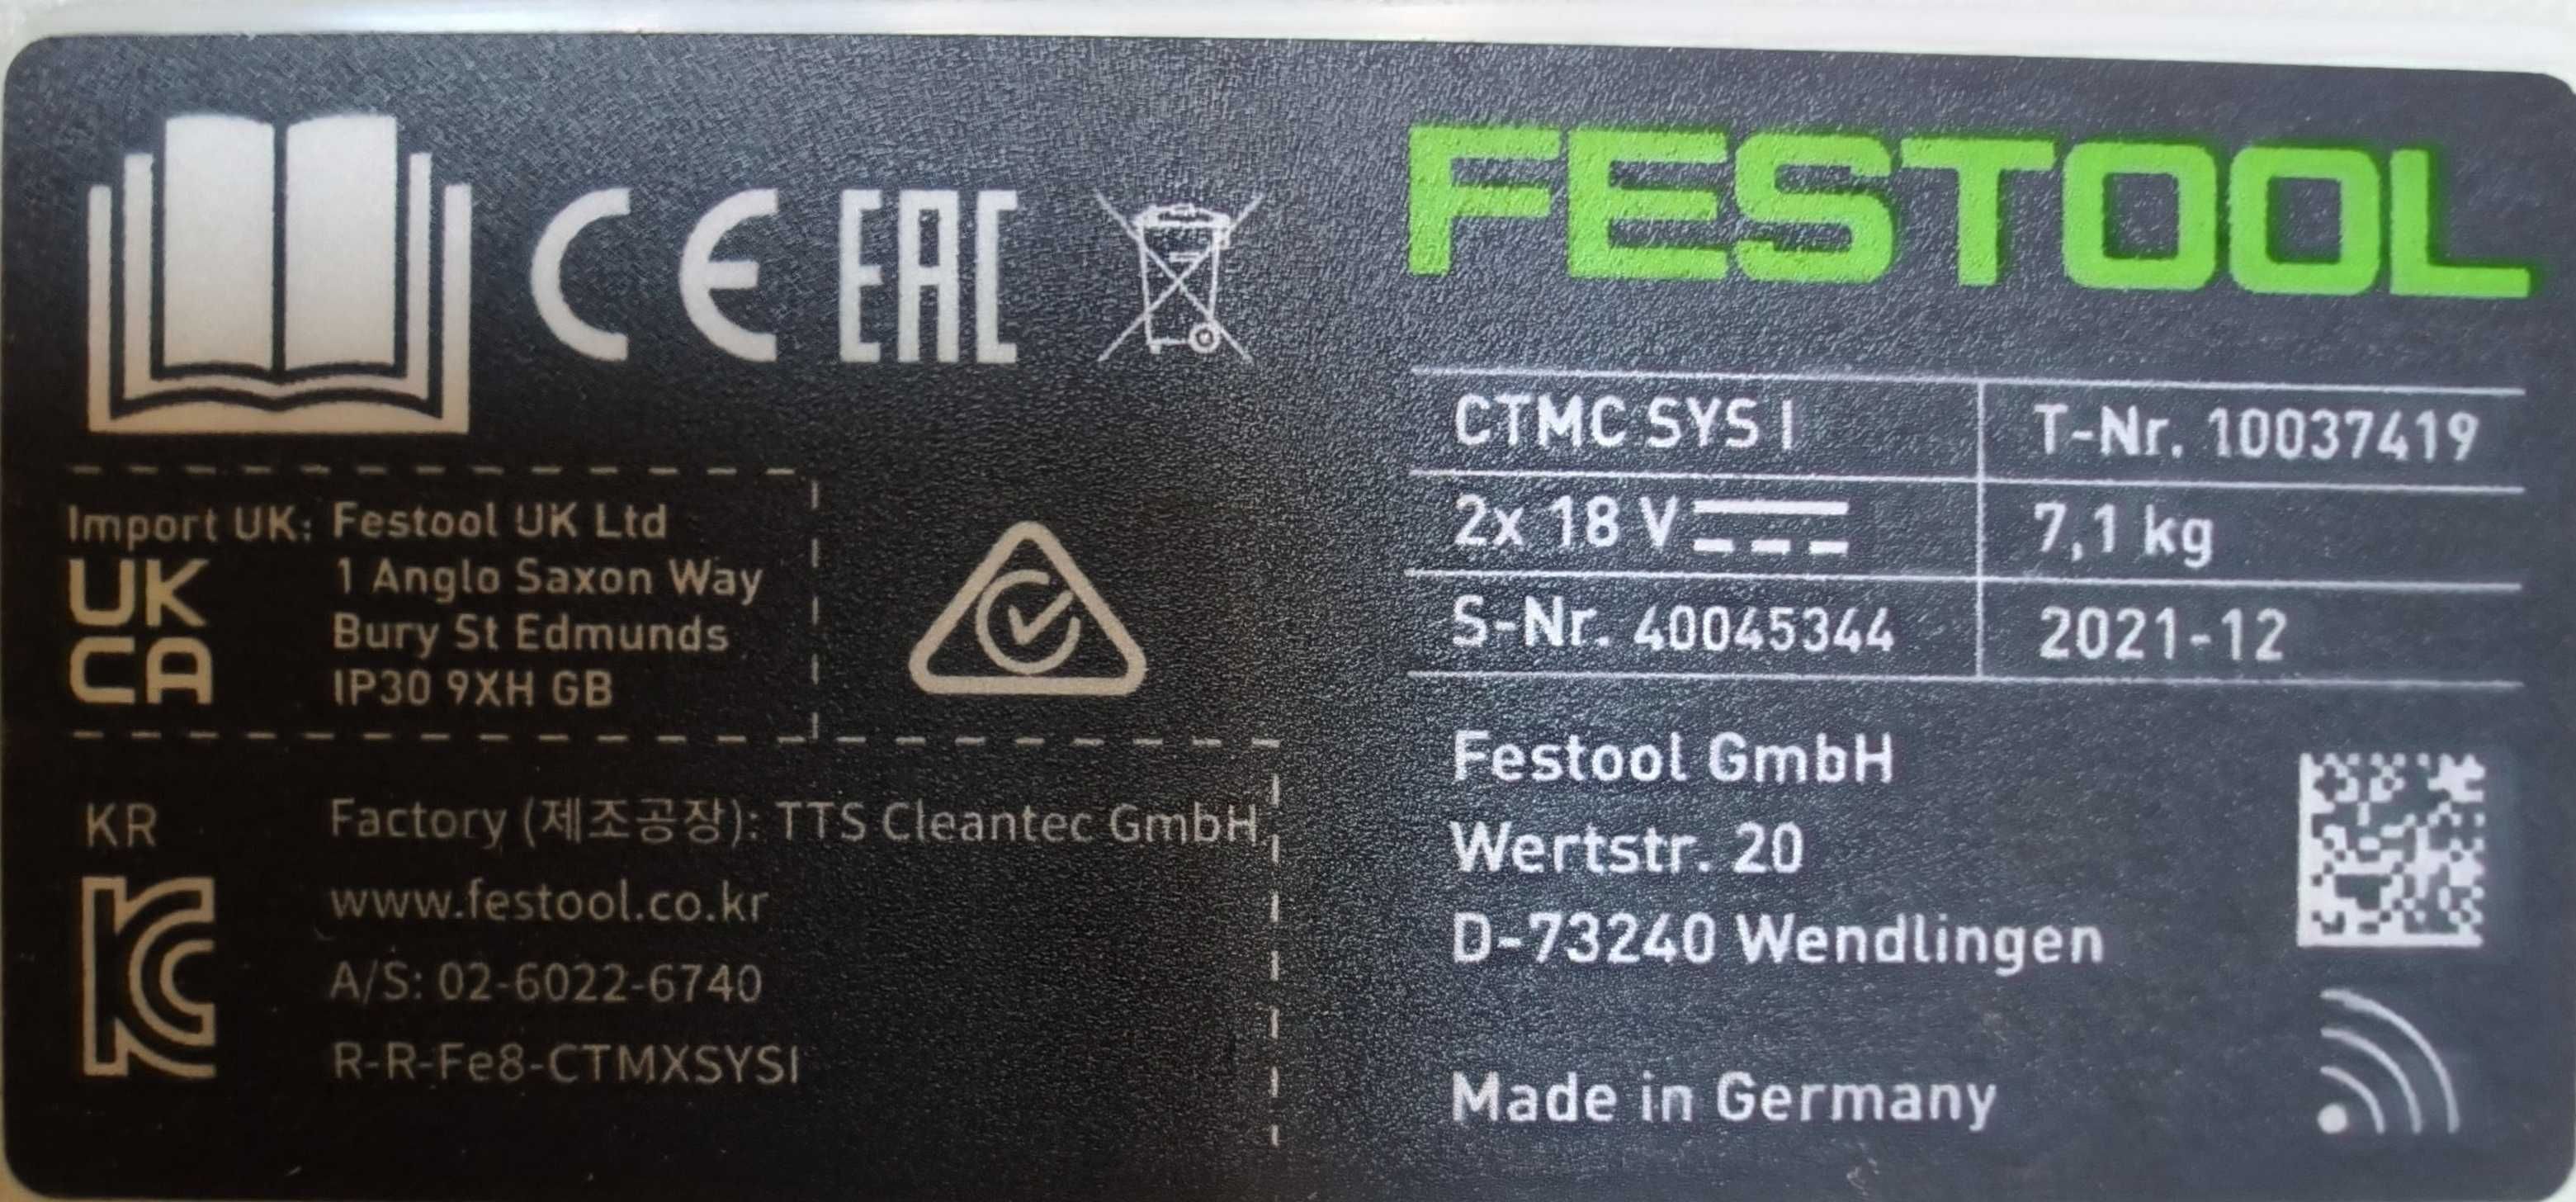 CE EAC
Import UK: Festool UK Ltd
1 Anglo Saxon Way
Bury St Edmunds
IP30 9XH GB
UK
CA
KR
Factory (제조공장): TTS Cleantec GmbH,
www.festool.co.kr
A/S: 02-6022-6740
R-R-Fe8-CTMXSYSI
KC
FESTOOL
CTMC SYS I T-Nr. 10037419
2x 18 V 7,1 kg
S-Nr. 40045344 2021-12
Festool GmbH
Wertstr. 20
D-73240 Wendlingen
Made in Germany